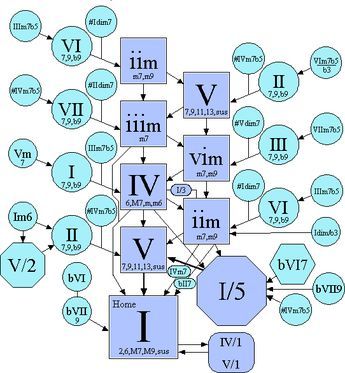 IIIm7b5
#Idim7
VI
7,9,b9
iim
m7,m9
#IVm7b5
#IIdim7
VII
7,9,b9
iiim
m7
V
7,9,11,13,sus
II
7,9,b9
VIm7b5
b3
#IVm7b5
#Vdim7
III
7,9,b9
VIIm7b5
vim
m7,m9
Vm
7
IIIm7b5
I
7,9,b9
IV
6,M7,m,m6
I/3
#Idim7
VI
7,9,b9
IIIm7b5
Im6
II
7,9,b9
#IVm7b5
iim
m7,m9
Idim/b3
V/2
V
7,9,11,13,sus
IVm7
bII7
I/5
bVI7
bVII9
#IVm7b5
bVI
bVII
9
Home
I
2,6,M7,M9,sus
IV/1
V/1